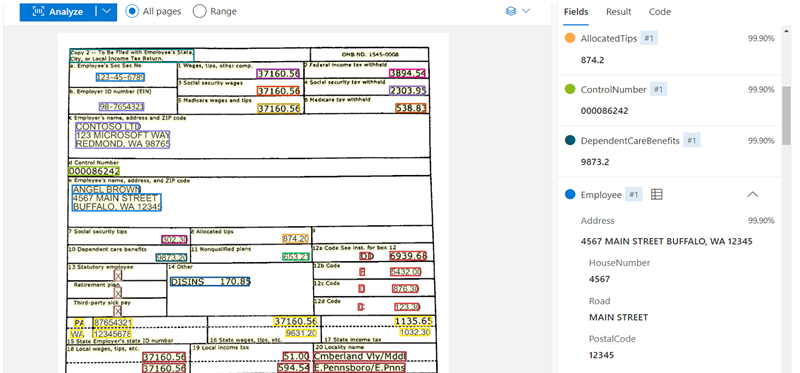 Analyze
All pages
Range
Fields
Result
Code
Copy 2 -- To Be Filed with Employee's State,
City, or Local Income Tax Return.
OMB NO. 1545-0008
a. Employee's Soc Sec No
123-45-6789
1 Wages, tips, other comp.
37160.56
2 Federal income tax withheld
3894.54
3 Social security wages
37160.56
4 Social security tax withheld
2303.95
b. Employer ID number (EIN)
98-7654321
5 Medicare wages and tips
37160.56
6 Medicare tax withheld
538.83
c Employer's name, address and ZIP code
CONTOSO LTD
123 MICROSOFT WAY
REDMOND, WA 98765
d Control Number
000086242
e Employee's name, address, and ZIP code
ANGEL BROWN
4567 MAIN STREET
BUFFALO, WA 12345
7 Social security tips
302.30
8 Allocated tips
874.20
9
10 Dependent care benefits
9873.20
11 Nonqualified plans
653.21
12a Code See inst. for box 12
DD 6939.68
13 Statutory employee
X
14 Other
DISINS 170.85
12b Code
5432.00
Retirement plan
X
12c Code
D 876.30
Third-party sick pay
X
12d Code
123.30
PA 87654321 37160.56 1135.65
WA 12345678 9631.20 1032.30
15 State Employer's state ID number
16 State wages, tips, etc.
17 State income tax
18 Local wages, tips, etc.
19 Local income tax
20 Locality name
37160.56 51.00 Cmberland Vly/Mddl
37160.56 594.54 E.Pennsboro/E.Pnns
AllocatedTips #1 99.90%
874.2
ControlNumber #1 99.90%
000086242
DependentCareBenefits #1 99.90%
9873.2
Employee #1
Address 99.90%
4567 MAIN STREET BUFFALO, WA 12345
HouseNumber
4567
Road
MAIN STREET
PostalCode
12345